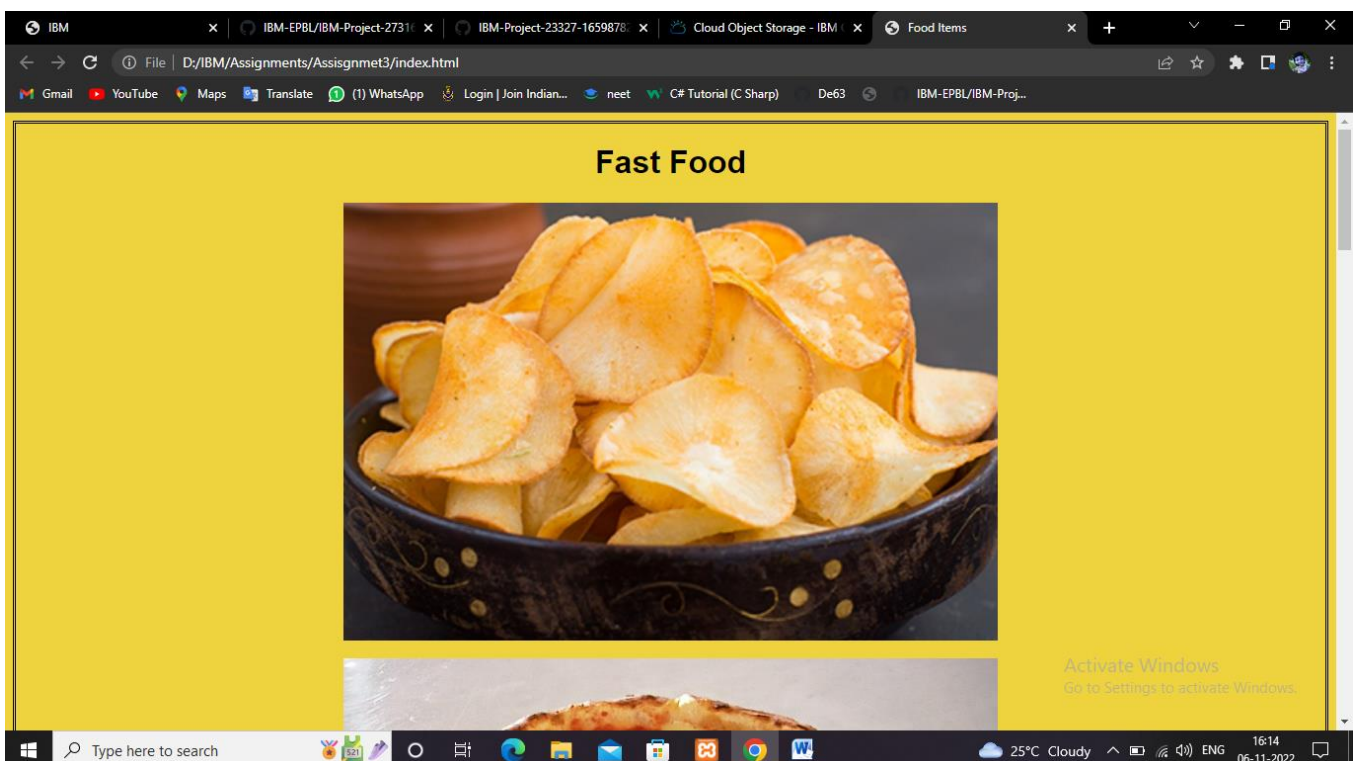 IBM
IBM-EPBL/IBM-Project-2731
IBM-Project-23327-1659878
Cloud Object Storage - IBM
Food Items
File D:/IBM/Assignments/Assisgnmet3/index.html
Gmail YouTube Maps Translate (1) WhatsApp Login | Join Indian... neet C# Tutorial (C Sharp) De63 IBM-EPBL/IBM-Proj...
Fast Food
Activate Windows
Go to Settings to activate Windows.
Type here to search
521
25°C Cloudy
ENG
16:14
06-11-2022